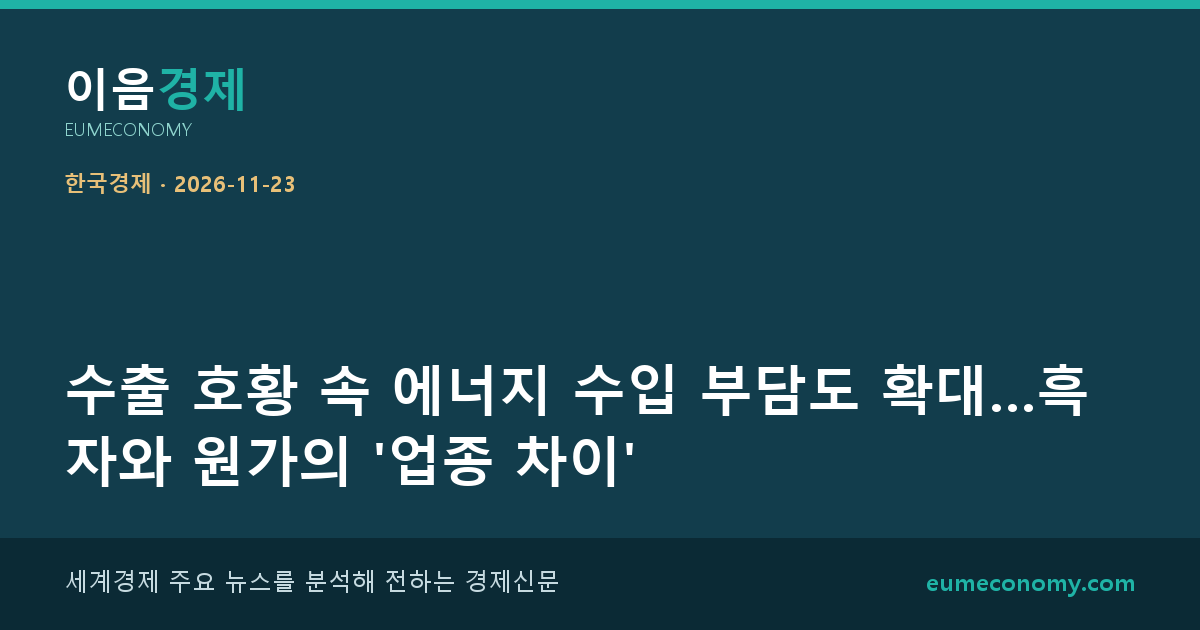 이음경제
EUMECONOMY
한국경제 · 2026-11-23
수출 호황 속 에너지 수입 부담도 확대…흑
자와 원가의 '업종 차이'
세계경제 주요 뉴스를 분석해 전하는 경제신문
eumeconomy.com